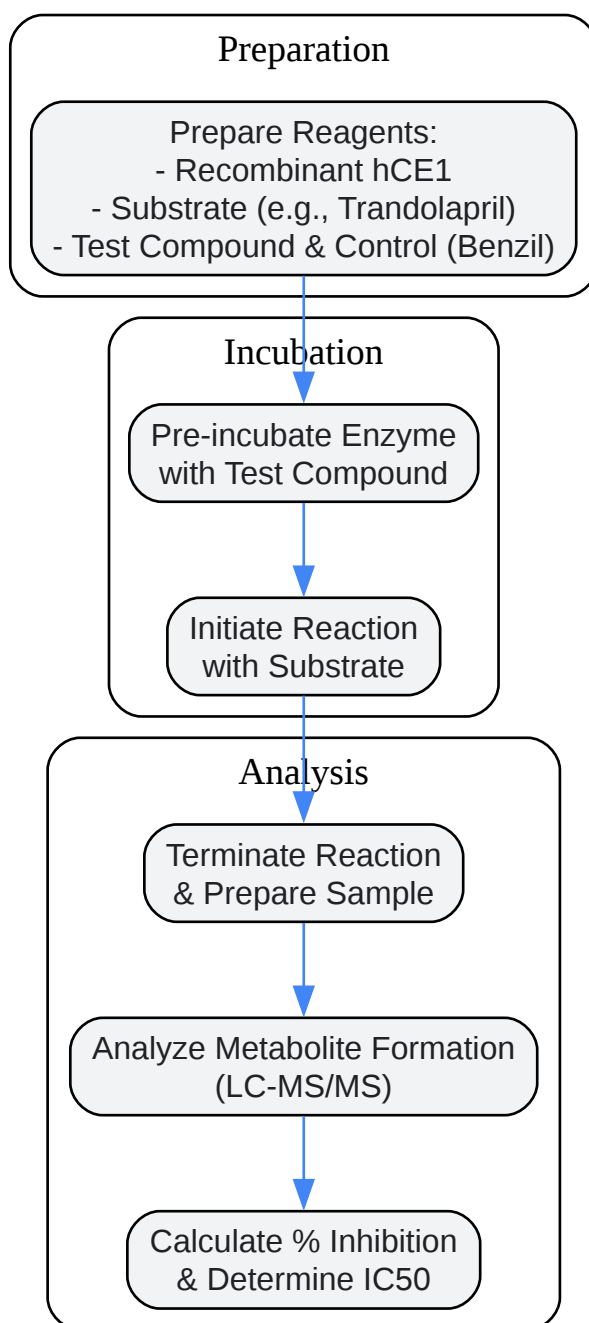 Preparation
Prepare Reagents:
- Recombinant hCE1
- Substrate (e.g., Trandolapril)
- Test Compound & Control (Benzil)
Incubation
Pre-incubate Enzyme
with Test Compound
Initiate Reaction
with Substrate
Analysis
Terminate Reaction
& Prepare Sample
Analyze Metabolite Formation
(LC-MS/MS)
Calculate % Inhibition
& Determine IC50